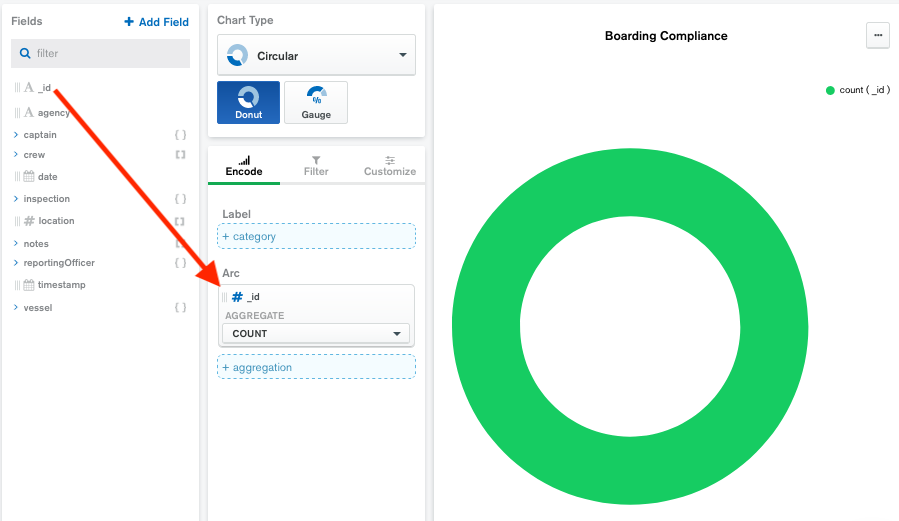 Fields
+ Add Field
filter
A _id
A agency
> captain { }
> crew [ ]
date
> inspection { }
# location [ ]
> notes
> reportingOfficer { }
timestamp
> vessel { }
Chart Type
Circular
Donut
%
Gauge
Encode
Filter
Customize
Label
+ category
Arc
# _id
AGGREGATE
COUNT
+ aggregation
Boarding Compliance
...
count ( _id )